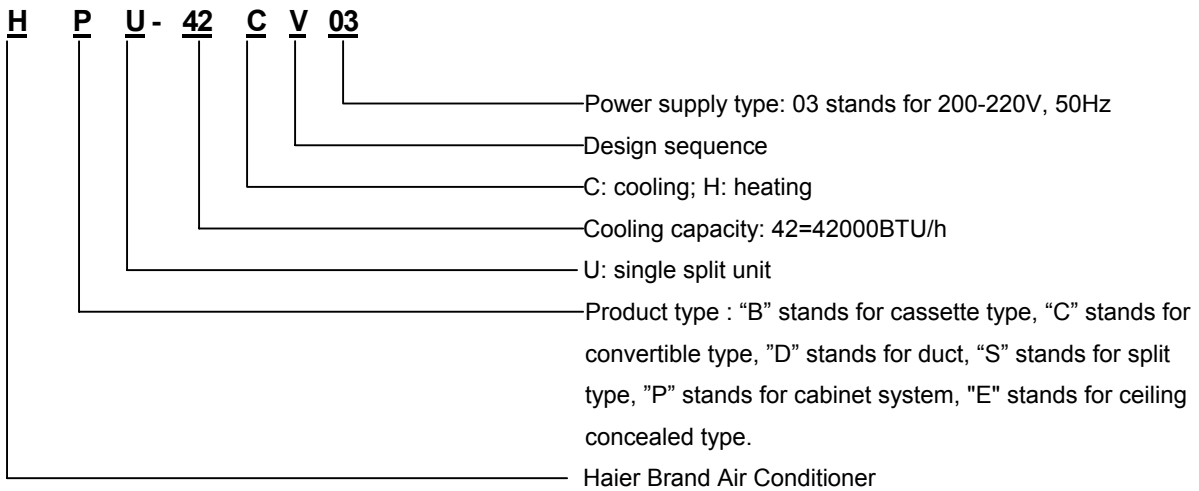 H P U - 42 C V 03
Power supply type: 03 stands for 200-220V, 50Hz
Design sequence
C: cooling; H: heating
Cooling capacity: 42=42000BTU/h
U: single split unit
Product type : “B” stands for cassette type, “C” stands for
convertible type, ”D” stands for duct, “S” stands for split
type, ”P” stands for cabinet system, "E" stands for ceiling
concealed type.
Haier Brand Air Conditioner